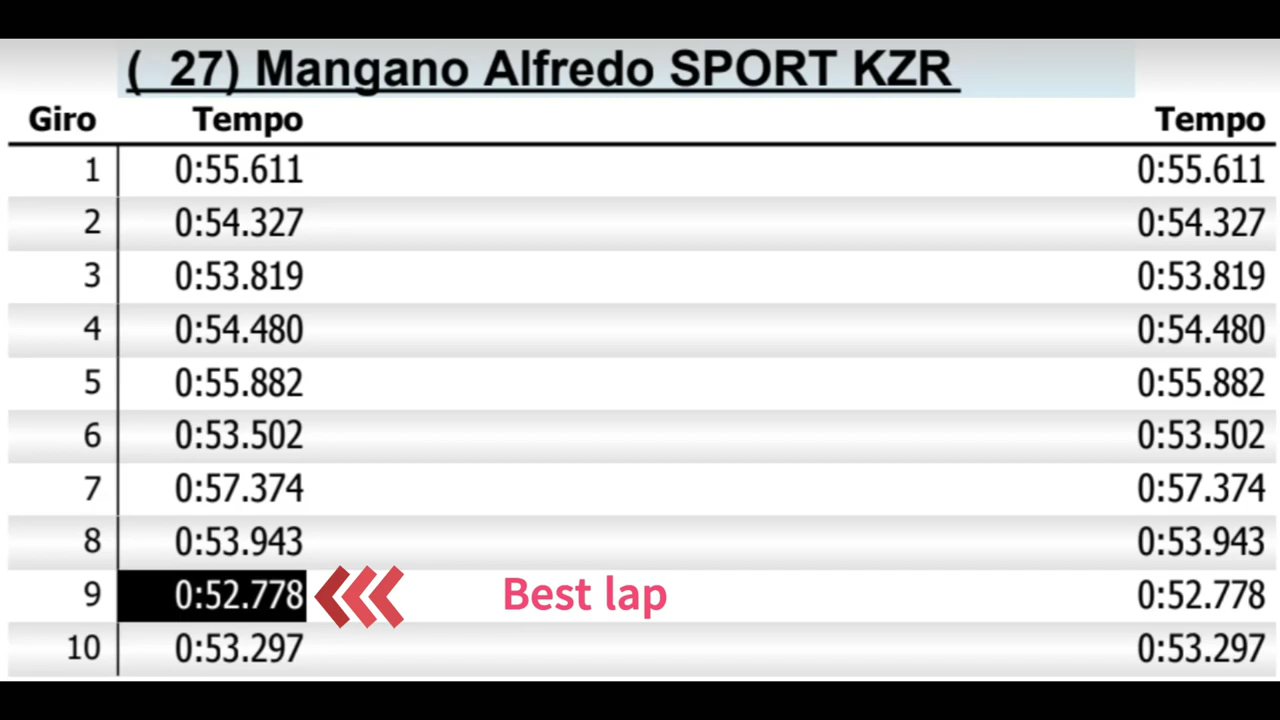 ( 27) Mangano Alfredo SPORT KZR
Giro Tempo Tempo
1 0:55.611 0:55.611
2 0:54.327 0:54.327
3 0:53.819 0:53.819
4 0:54.480 0:54.480
5 0:55.882 0:55.882
6 0:53.502 0:53.502
7 0:57.374 0:57.374
8 0:53.943 0:53.943
9 0:52.778 Best lap 0:52.778
10 0:53.297 0:53.297